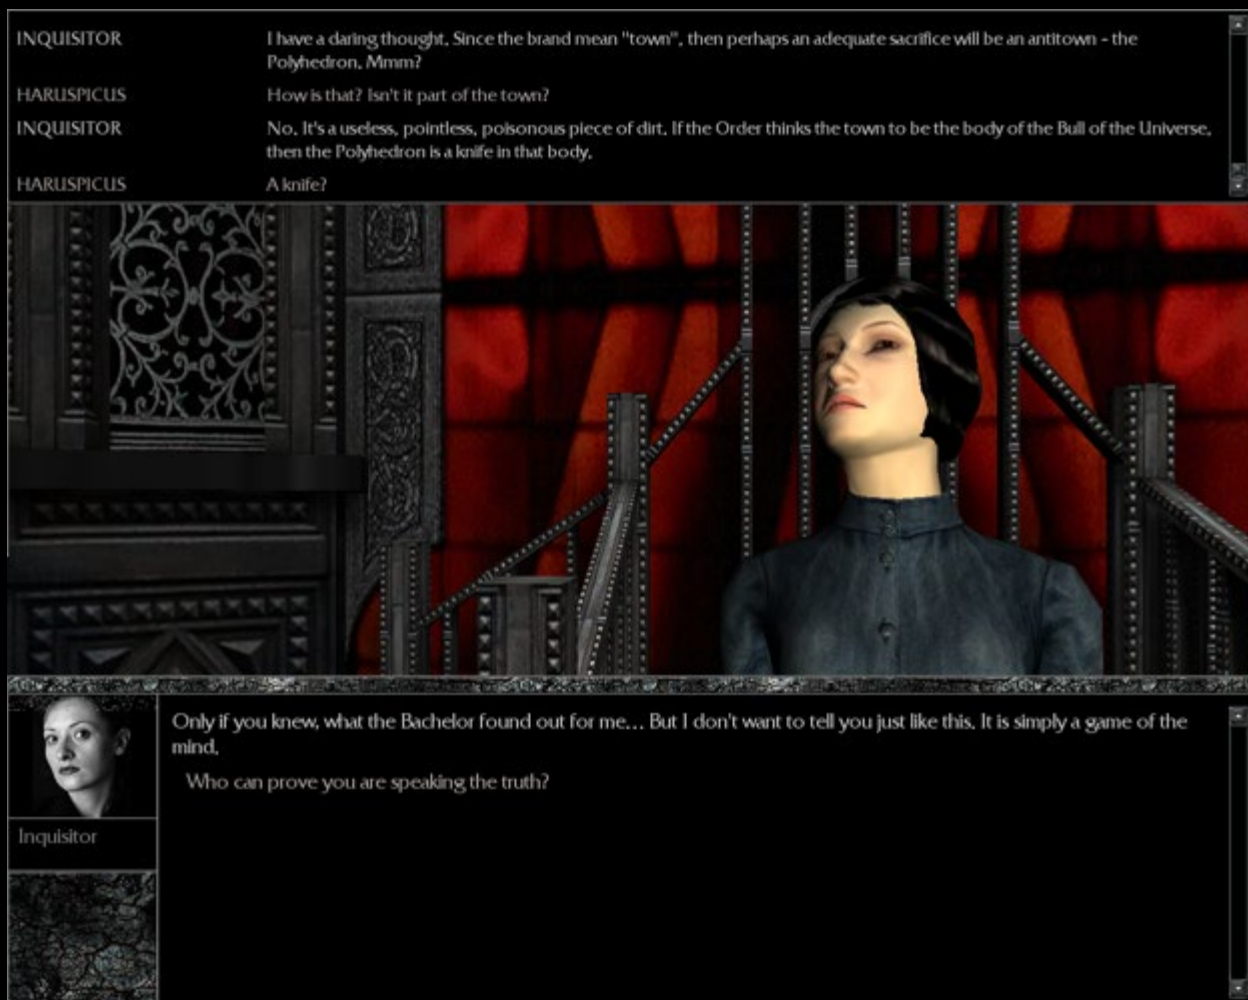 INQUISITOR I have a daring thought. Since the brand mean "town", then perhaps an adequate sacrifice will be an antitown - the
Polyhedron. Mmm?
HARUSPICUS How is that? Isn't it part of the town?
INQUISITOR No. It's a useless, pointless, poisonous piece of dirt. If the Order thinks the town to be the body of the Bull of the Universe,
then the Polyhedron is a knife in that body.
HARUSPICUS A knife?
Only if you knew, what the Bachelor found out for me... But I don't want to tell you just like this. It is simply a game of the
mind.
Who can prove you are speaking the truth?
Inquisitor